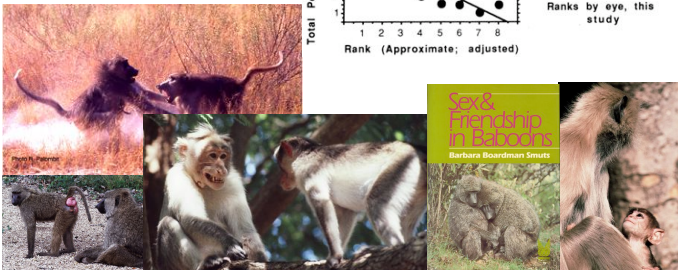 Total P
1
1 2 3 4 5 6 7 8
Rank (Approximate; adjusted)
Ranks by eye, this
study
Photo R. Palombit
Sex&
Friendship
in Baboons
Barbara Boardman Smuts